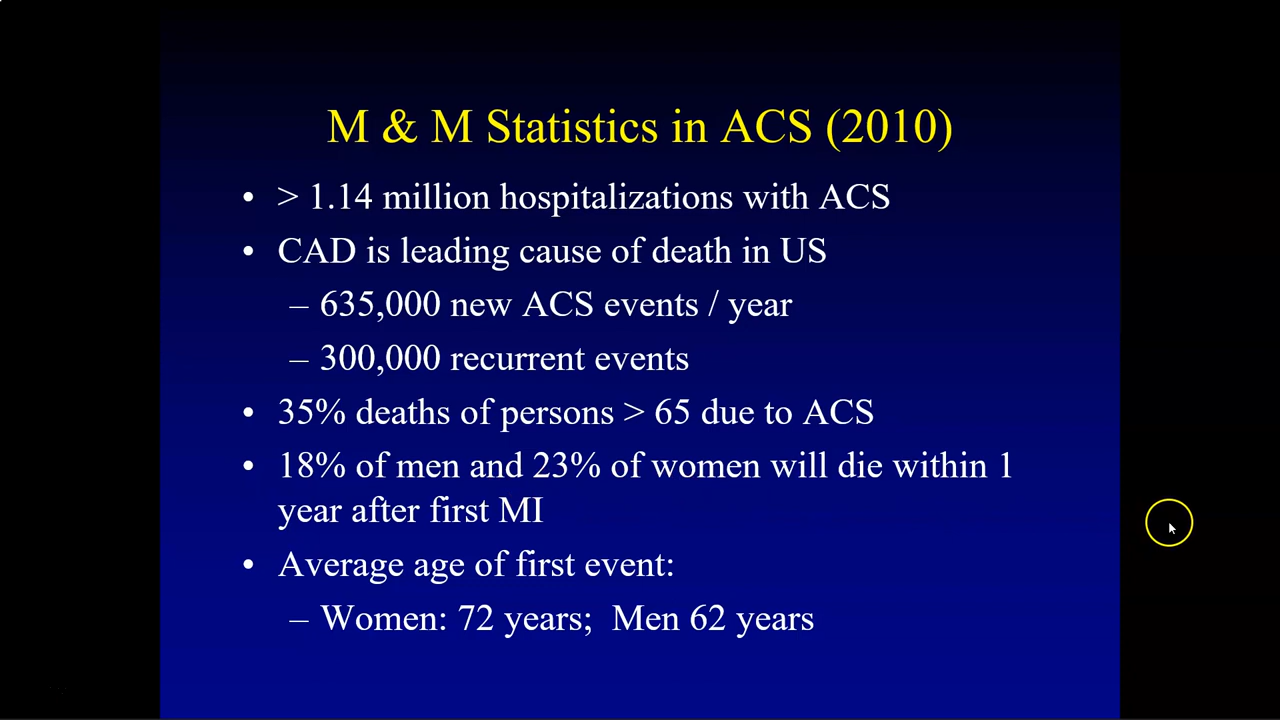 M & M Statistics in ACS (2010)
• > 1.14 million hospitalizations with ACS
• CAD is leading cause of death in US
– 635,000 new ACS events / year
– 300,000 recurrent events
• 35% deaths of persons > 65 due to ACS
• 18% of men and 23% of women will die within 1
year after first MI
• Average age of first event:
– Women: 72 years;  Men 62 years